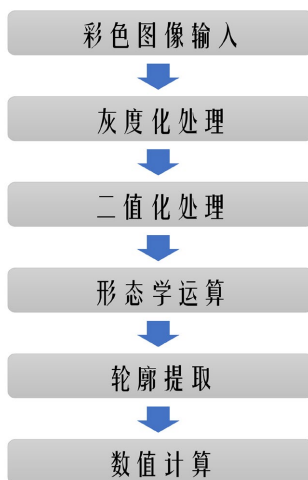 彩色图像输入
灰度化处理
二值化处理
形态学运算
轮廓提取
数值计算